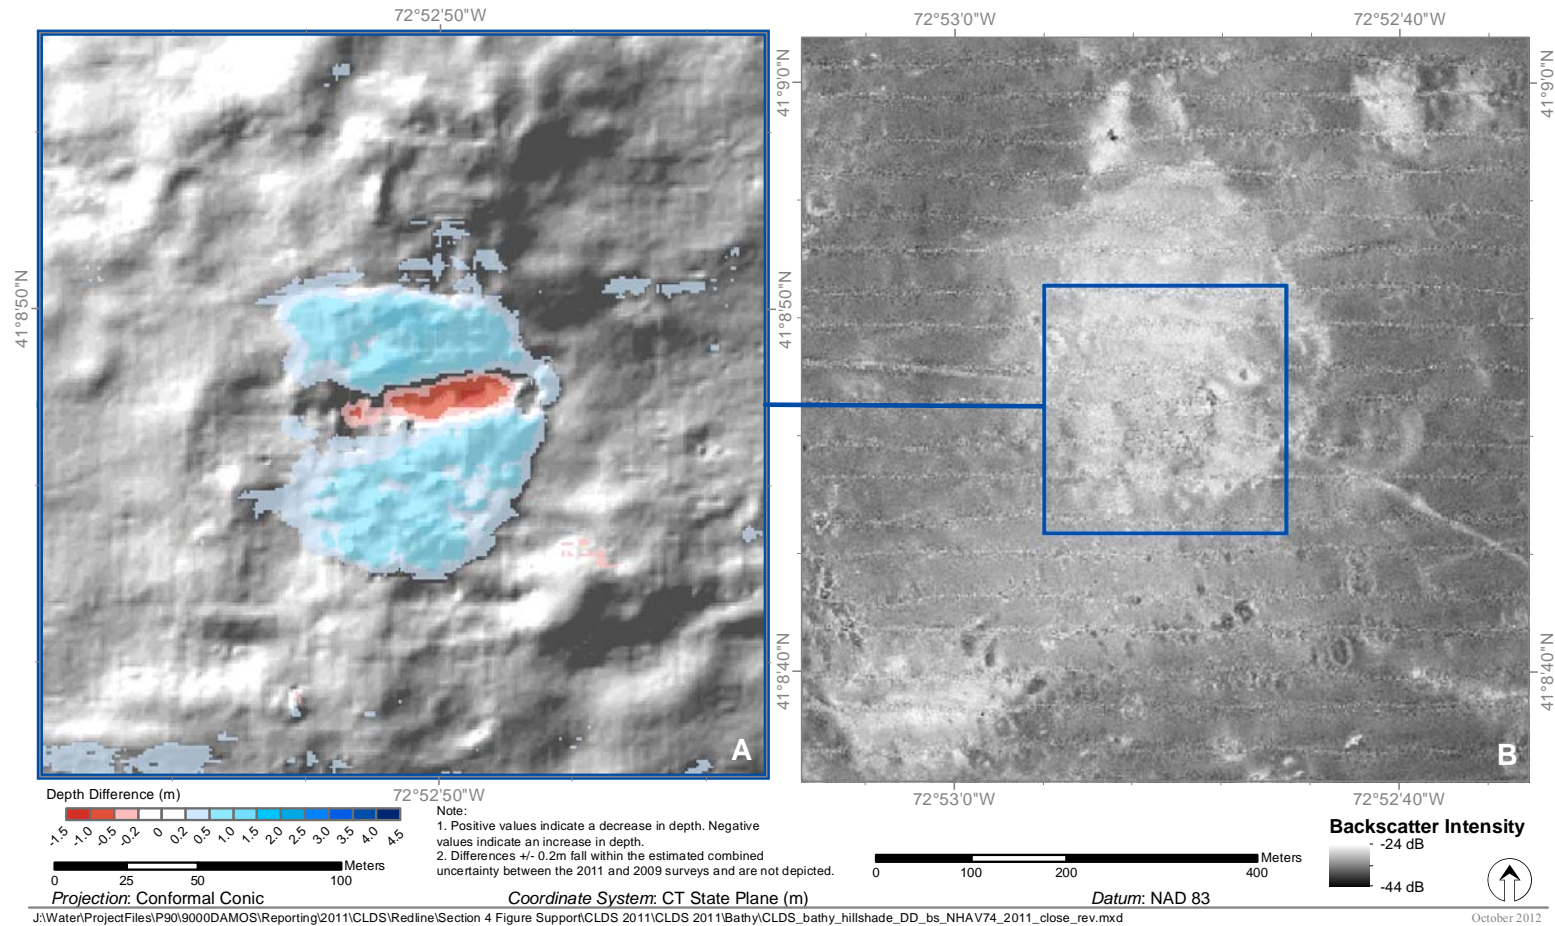 72°52'50"W
72°53'0"W
72°52'40"W
41°9'0"N
41°9'0"N
41°8'50"N
41°8'50"N
41°8'50"N
41°8'40"N
41°8'40"N
A
B
72°52'50"W
72°53'0"W
72°52'40"W
Depth Difference (m)
-1.5 -1.0 -0.5 -0.2 0 0.2 0.5 1.0 1.5 2.0 2.5 3.0 3.5 4.0 4.5
Meters
0 25 50 100
Note:
1. Positive values indicate a decrease in depth. Negative
values indicate an increase in depth.
2. Differences +/- 0.2m fall within the estimated combined
uncertainty between the 2011 and 2009 surveys and are not depicted.
Meters
0 100 200 400
Backscatter Intensity
-24 dB
-44 dB
Projection: Conformal Conic
Coordinate System: CT State Plane (m)
Datum: NAD 83
J:\Water\ProjectFiles\P90\9000DAMOS\Reporting\2011\CLDS\Redline\Section 4 Figure Support\CLDS 2011\CLDS 2011\Bathy\CLDS_bathy_hillshade_DD_bs_NHAV74_2011_close_rev.mxd
October 2012